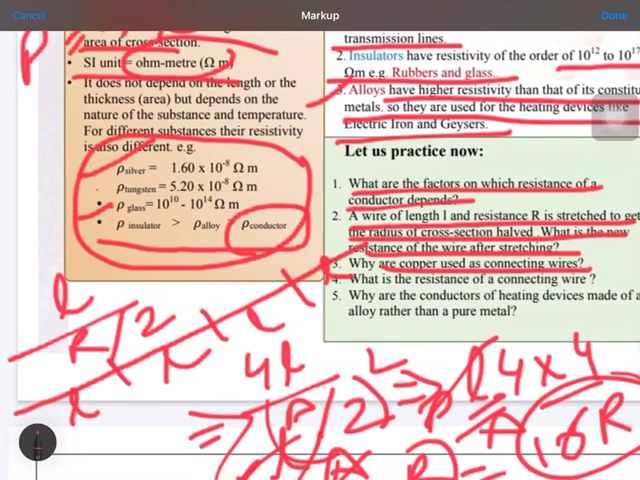 Cancel
Markup
Done
area of cross-section.
SI unit = ohm-metre (Ω m)
It does not depend on the length or the
thickness (area) but depends on the
nature of the substance and temperature.
For different substances their resistivity
is also different. e.g.
ρsilver = 1.60 x 10⁻⁸ Ω m
ρtungsten = 5.20 x 10⁻⁸ Ω m
ρ glass= 10¹⁰ - 10¹⁴ Ω m
ρ insulator > ρalloy ρconductor
transmission lines.
2. Insulators have resistivity of the order of 10¹² to 10¹⁷
Ωm e.g. Rubbers and glass.
3. Alloys have higher resistivity than that of its constitu
metals. so they are used for the heating devices like
Electric Iron and Geysers.
Let us practice now:
1. What are the factors on which resistance of a
conductor depends?
2. A wire of length l and resistance R is stretched to get
the radius of cross-section halved .What is the new
resistance of the wire after stretching?
3. Why are copper used as connecting wires?
4. What is the resistance of a connecting wire ?
5. Why are the conductors of heating devices made of a
alloy rather than a pure metal?
4l
4 x 4
16R